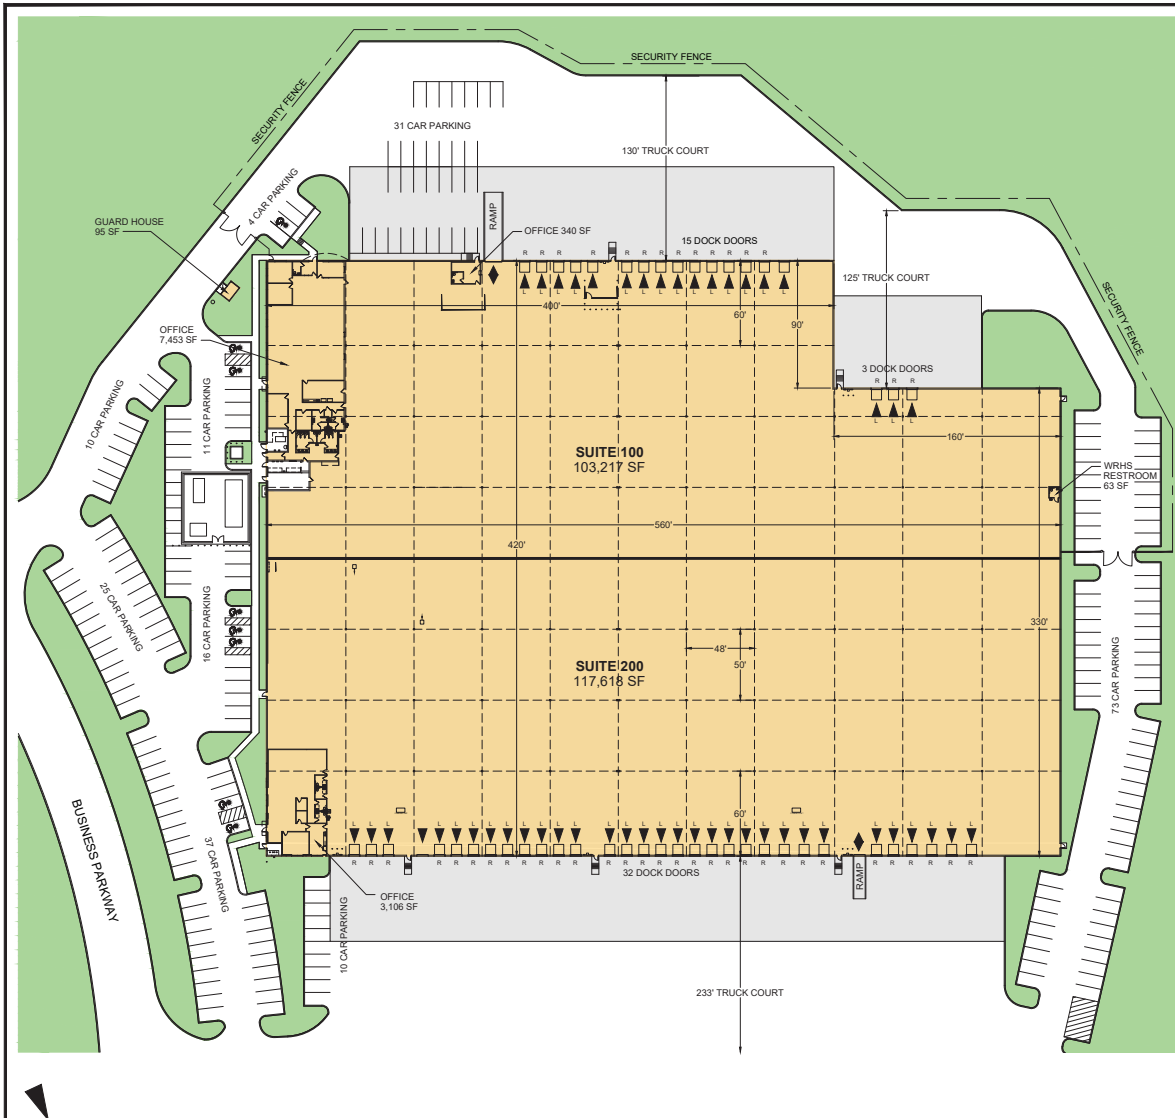 SECURITY FENCE
SECURITY FENCE
31 CAR PARKING
130' TRUCK COURT
4 CAR PARKING
GUARD HOUSE
95 SF
RAMP
OFFICE 340 SF
15 DOCK DOORS
R R R R R R R R R R R R R R R
L L L L L L L L L L L L L L L
125' TRUCK COURT
SECURITY FENCE
400'
60'
90'
OFFICE
7,453 SF
3 DOCK DOORS
R R R
L L L
10 CAR PARKING
11 CAR PARKING
160'
SUITE 100
103,217 SF
WRHS
RESTROOM
63 SF
560'
420'
25 CAR PARKING
16 CAR PARKING
330'
48'
50'
SUITE 200
117,618 SF
73 CAR PARKING
60'
BUSINESS PARKWAY
37 CAR PARKING
32 DOCK DOORS
RAMP
OFFICE
3,106 SF
10 CAR PARKING
233' TRUCK COURT